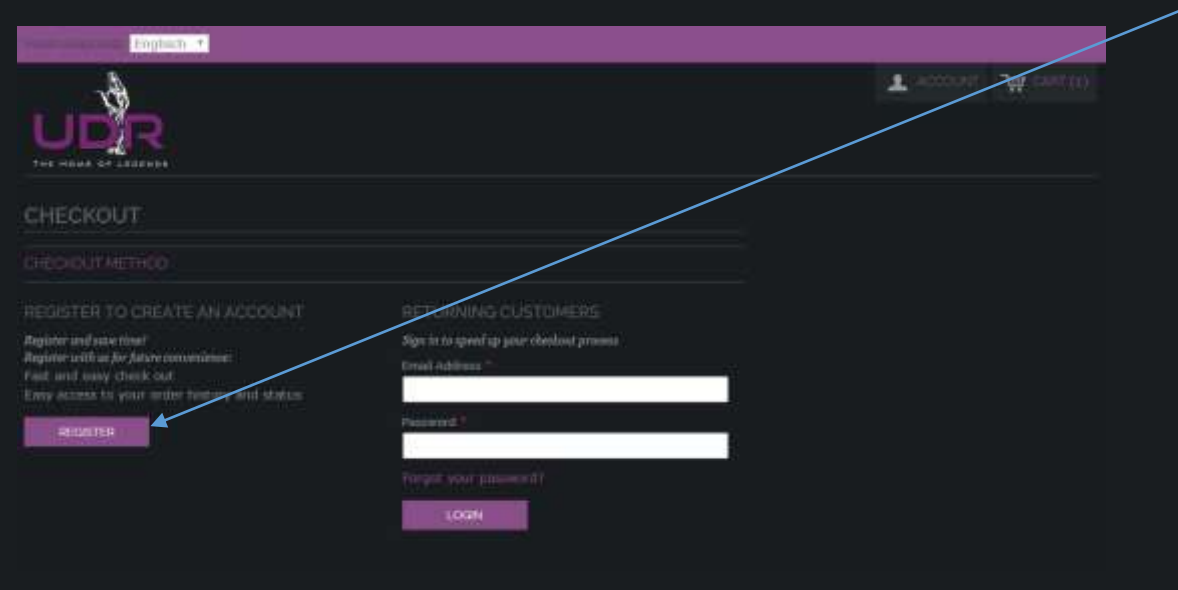 Englisch
ACCOUNT
CART (1)
UDR
THE HOME OF LEGENDS
CHECKOUT
CHECKOUT METHOD
REGISTER TO CREATE AN ACCOUNT
Register and save time!
Register with us for future convenience:
Fast and easy check out
Easy access to your order history and status
REGISTER
RETURNING CUSTOMERS
Sign in to speed up your checkout process
Email Address *
Password *
Forgot your password?
LOGIN